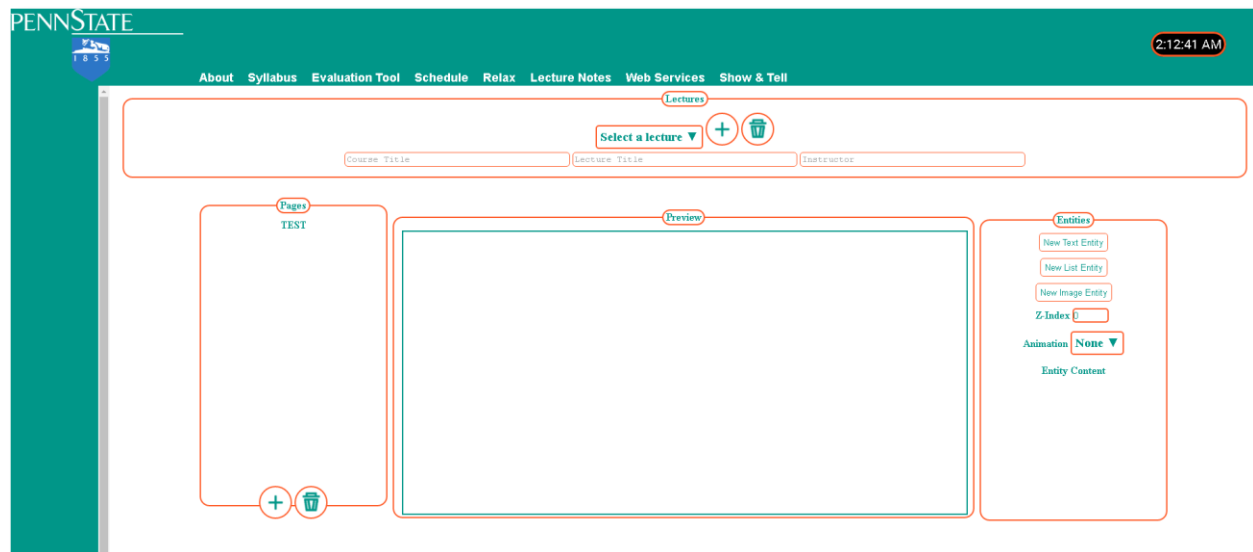 PENNSTATE
1855
2:12:41 AM
About Syllabus Evaluation Tool Schedule Relax Lecture Notes Web Services Show & Tell
Lectures
Select a lecture ▼
Course Title Lecture Title Instructor
Pages
TEST
Preview
Entities
New Text Entity
New List Entity
New Image Entity
Z-Index 0
Animation None ▼
Entity Content